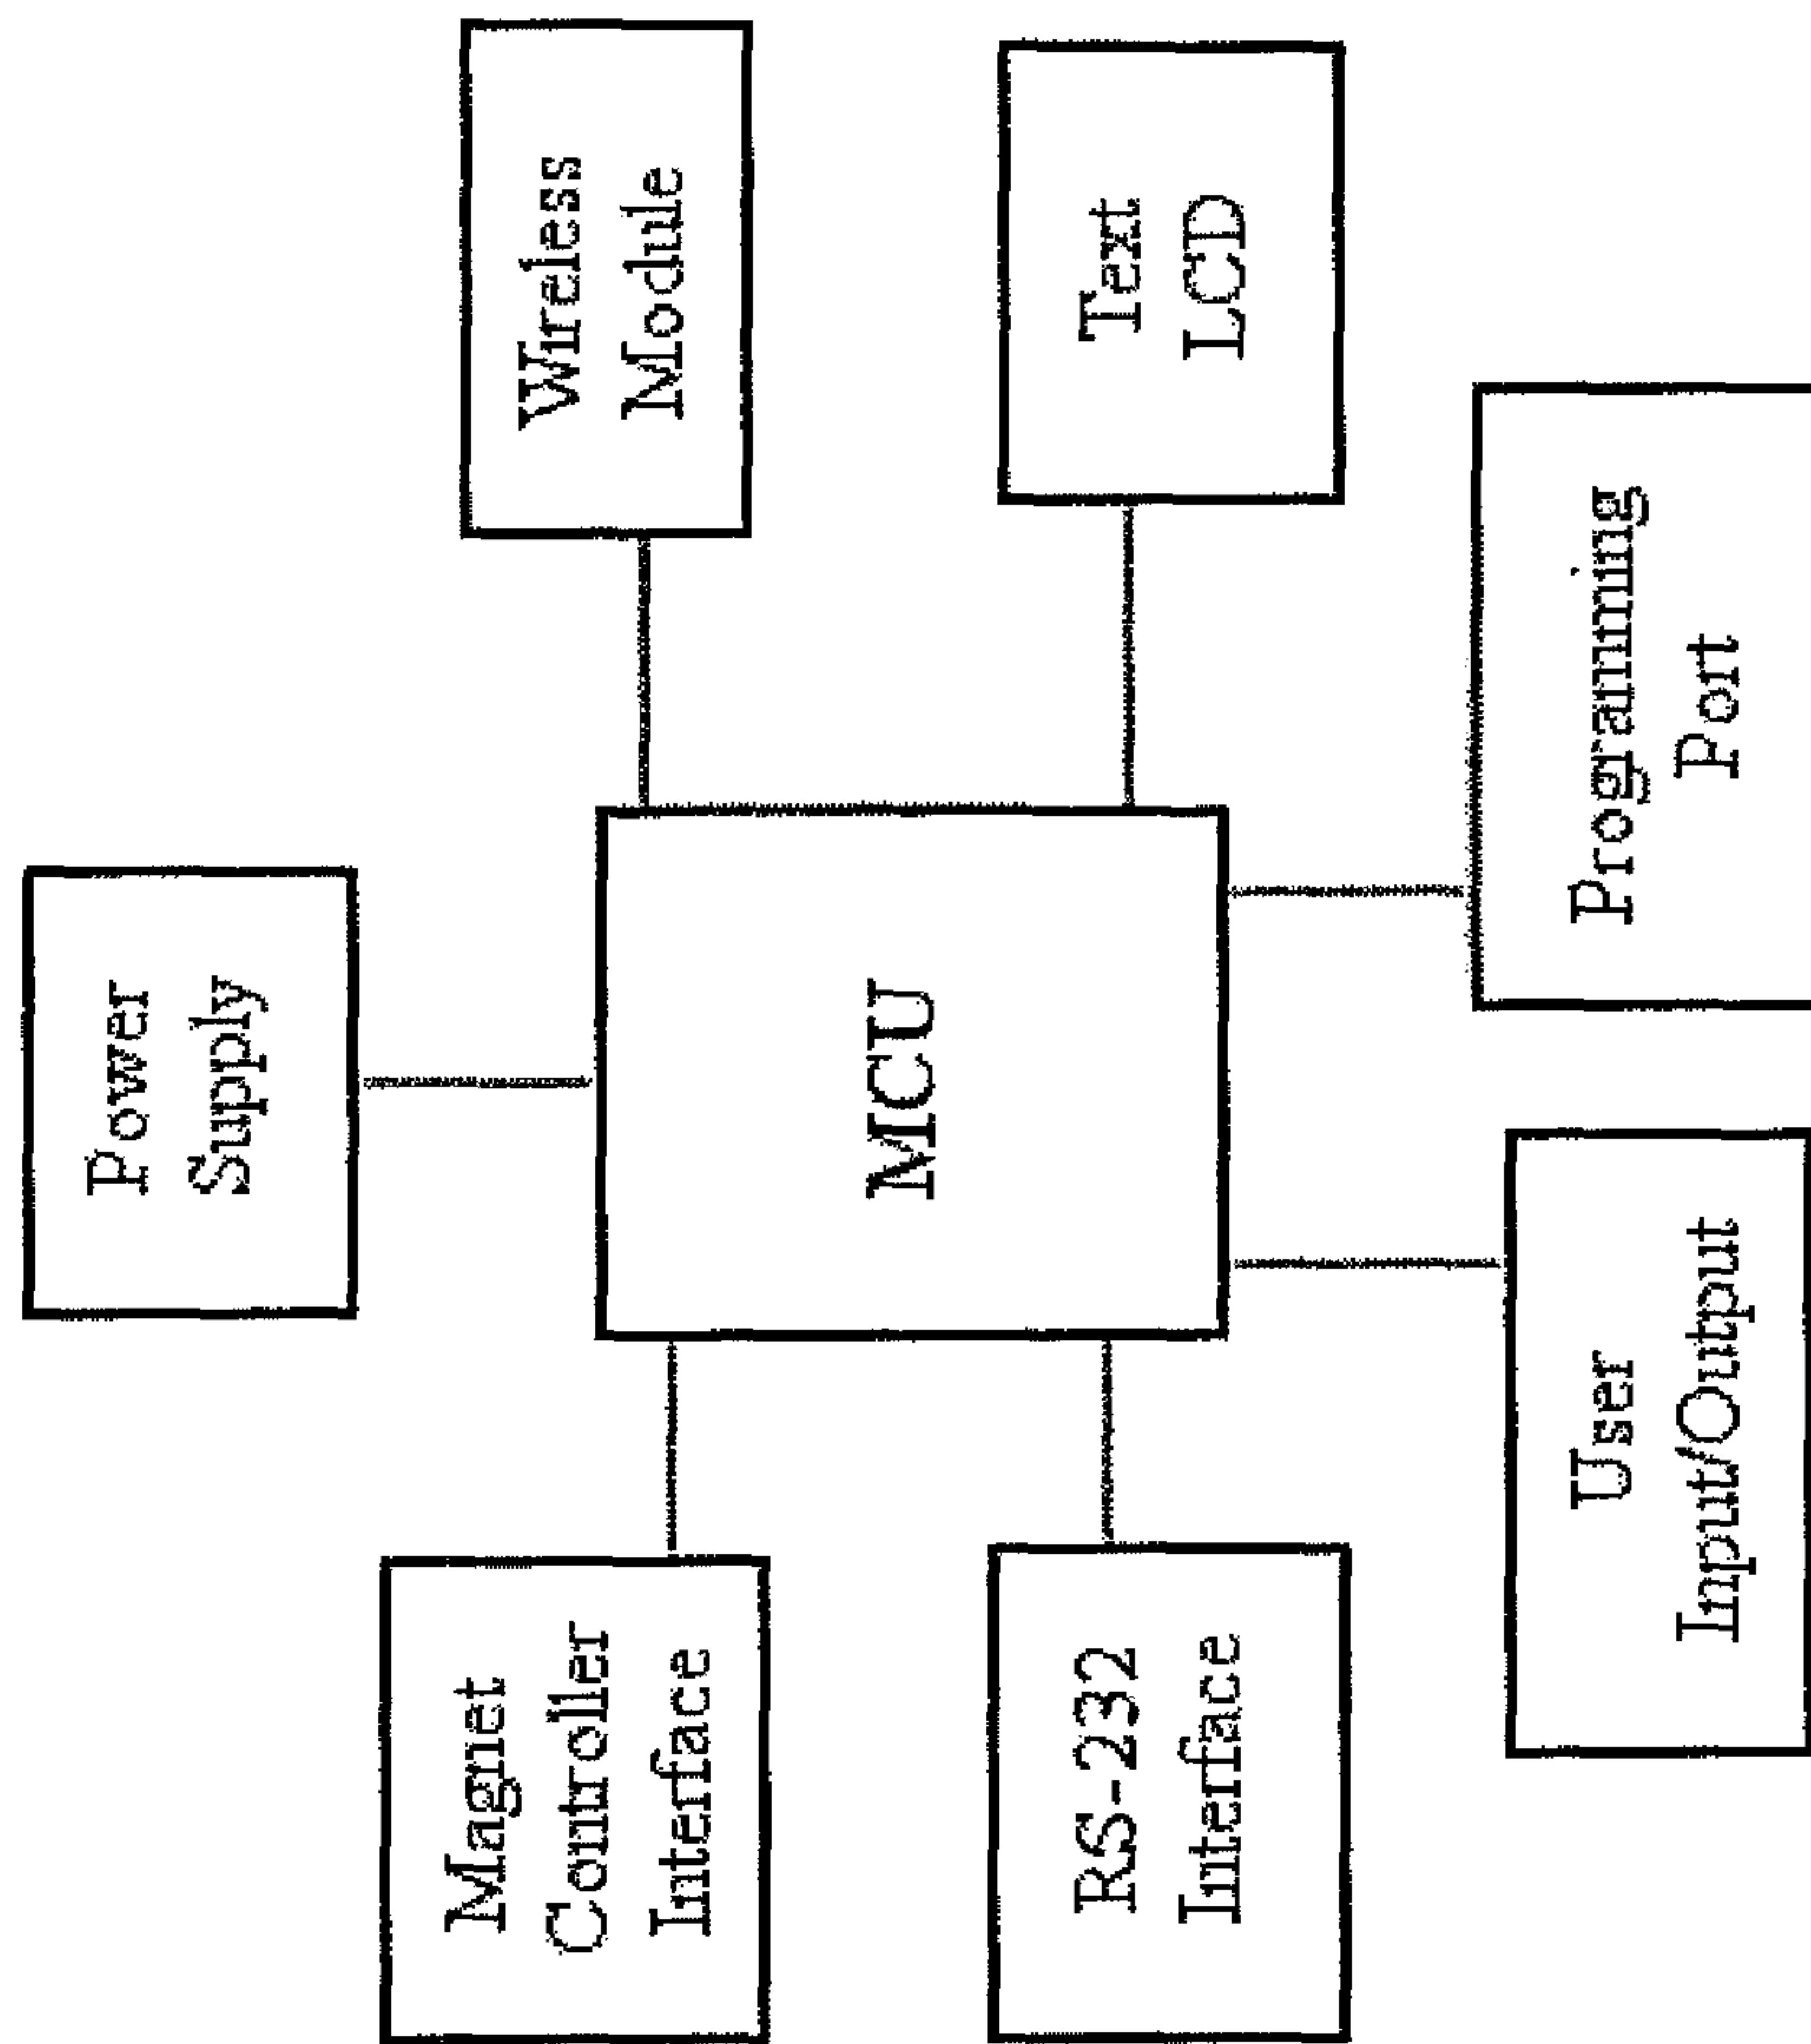 Power
Supply
Magnet
Controller
Interface
Wireless
Module
MCU
RS-232
Interface
Text
LCD
User
Input/Output
Programming
Port